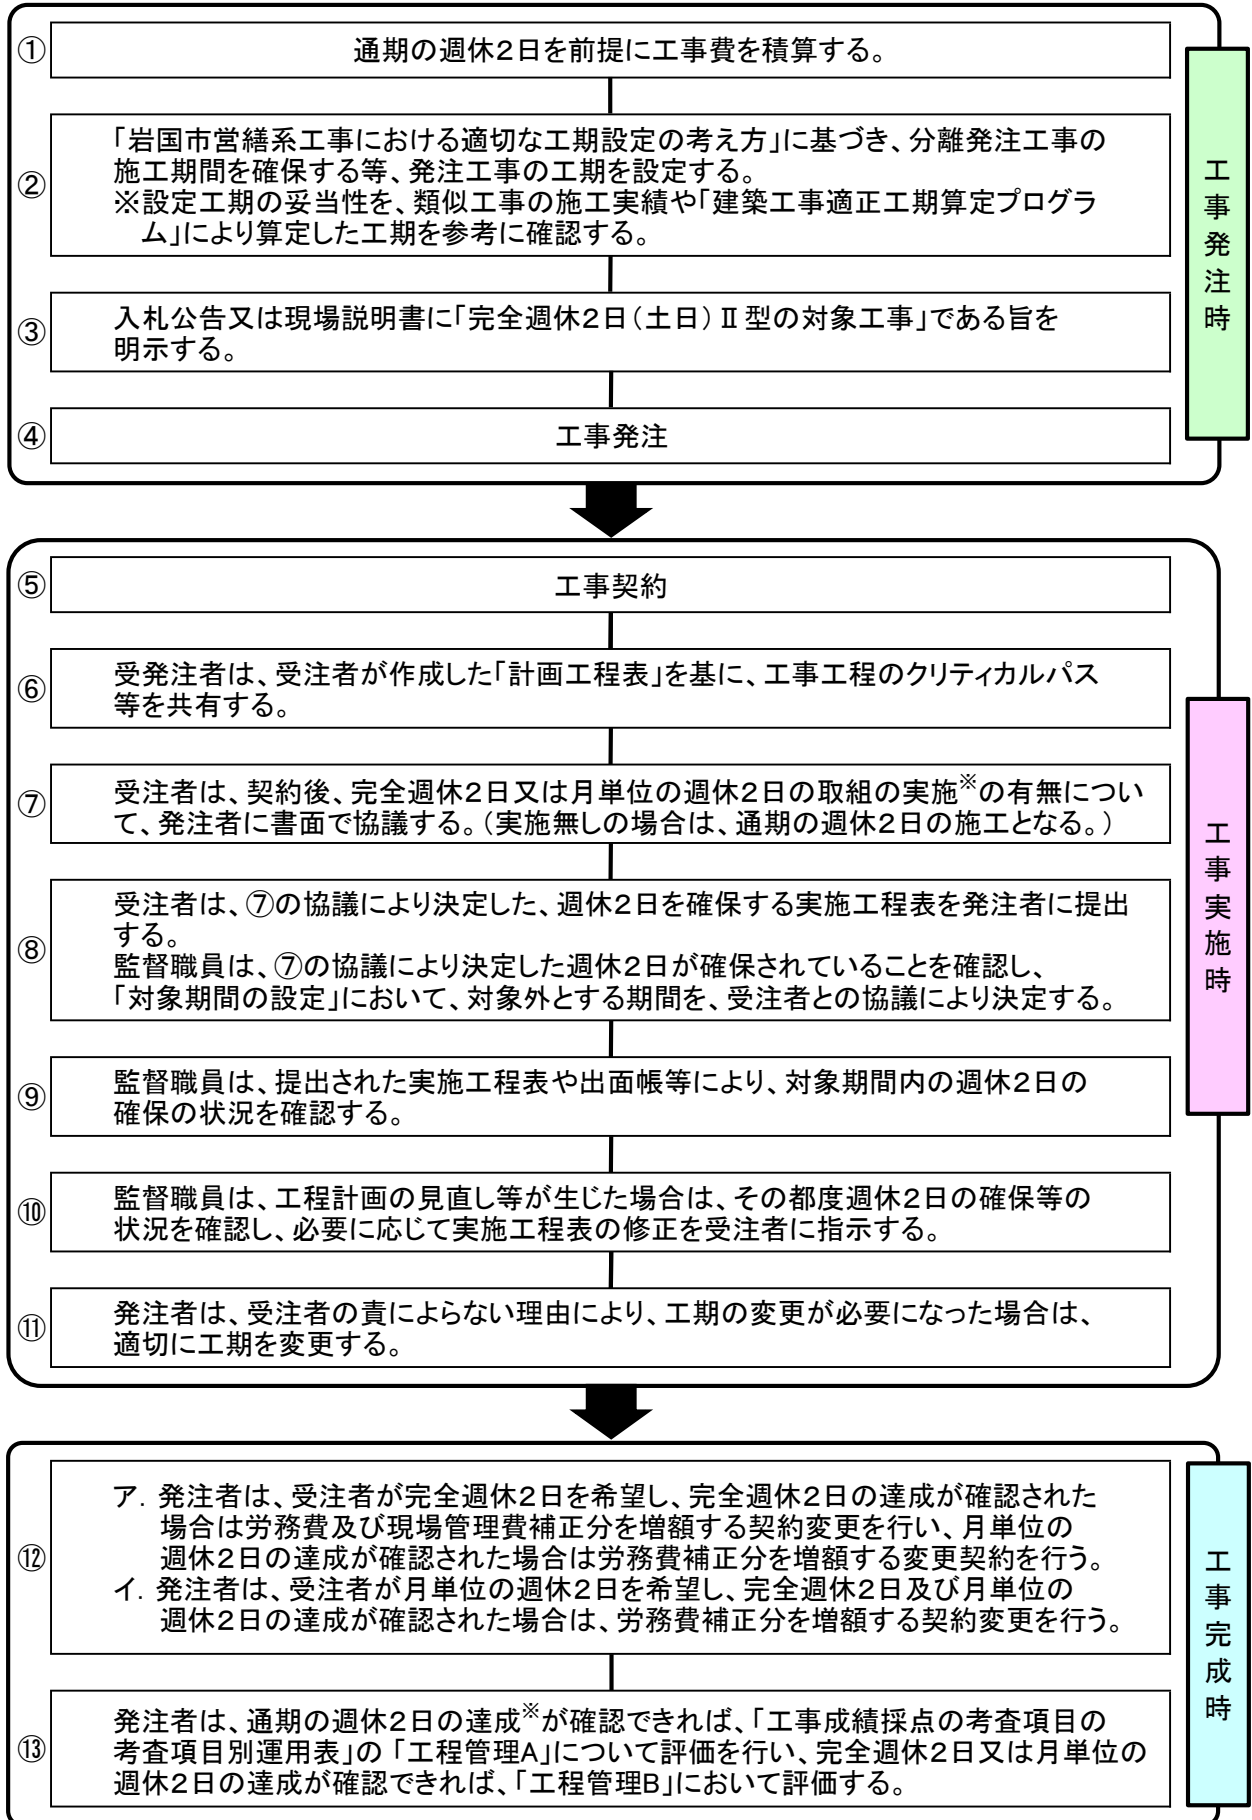 ①
通期の週休2日を前提に工事費を積算する。
②
「岩国市営繕系工事における適切な工期設定の考え方」に基づき、分離発注工事の
施工期間を確保する等、発注工事の工期を設定する。
※設定工期の妥当性を、類似工事の施工実績や「建築工事適正工期算定プログラ
ム」により算定した工期を参考に確認する。
③
入札公告又は現場説明書に「完全週休2日(土日)Ⅱ型の対象工事」である旨を
明示する。
④
工事発注
工事発注時
⑤
工事契約
⑥
受発注者は、受注者が作成した「計画工程表」を基に、工事工程のクリティカルパス
等を共有する。
⑦
受注者は、契約後、完全週休2日又は月単位の週休2日の取組の実施※の有無につい
て、発注者に書面で協議する。(実施無しの場合は、通期の週休2日の施工となる。)
⑧
受注者は、⑦の協議により決定した、週休2日を確保する実施工程表を発注者に提出
する。
監督職員は、⑦の協議により決定した週休2日が確保されていることを確認し、
「対象期間の設定」において、対象外とする期間を、受注者との協議により決定する。
⑨
監督職員は、提出された実施工程表や出面帳等により、対象期間内の週休2日の
確保の状況を確認する。
⑩
監督職員は、工程計画の見直し等が生じた場合は、その都度週休2日の確保等の
状況を確認し、必要に応じて実施工程表の修正を受注者に指示する。
⑪
発注者は、受注者の責によらない理由により、工期の変更が必要になった場合は、
適切に工期を変更する。
工事実施時
⑫
ア. 発注者は、受注者が完全週休2日を希望し、完全週休2日の達成が確認された
場合は労務費及び現場管理費補正分を増額する契約変更を行い、月単位の
週休2日の達成が確認された場合は労務費補正分を増額する変更契約を行う。
イ. 発注者は、受注者が月単位の週休2日を希望し、完全週休2日及び月単位の
週休2日の達成が確認された場合は、労務費補正分を増額する契約変更を行う。
⑬
発注者は、通期の週休2日の達成※が確認できれば、「工事成績採点の考査項目の
考査項目別運用表」の「工程管理A」について評価を行い、完全週休2日又は月単位の
週休2日の達成が確認できれば、「工程管理B」において評価する。
工事完成時